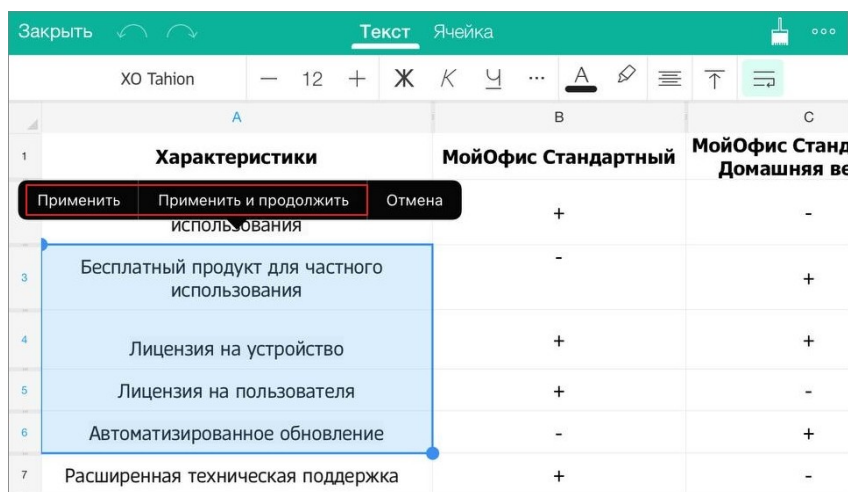 Закрыть Текст Ячейка
XO Tahion — 12 + Ж К Ч ... А
A B C
1 Характеристики МойОфис Стандартный МойОфис Станд
Домашняя ве
Применить Применить и продолжить Отмена
использования + -
3 Бесплатный продукт для частного - +
использования
4 Лицензия на устройство + +
5 Лицензия на пользователя + -
6 Автоматизированное обновление - +
7 Расширенная техническая поддержка + -